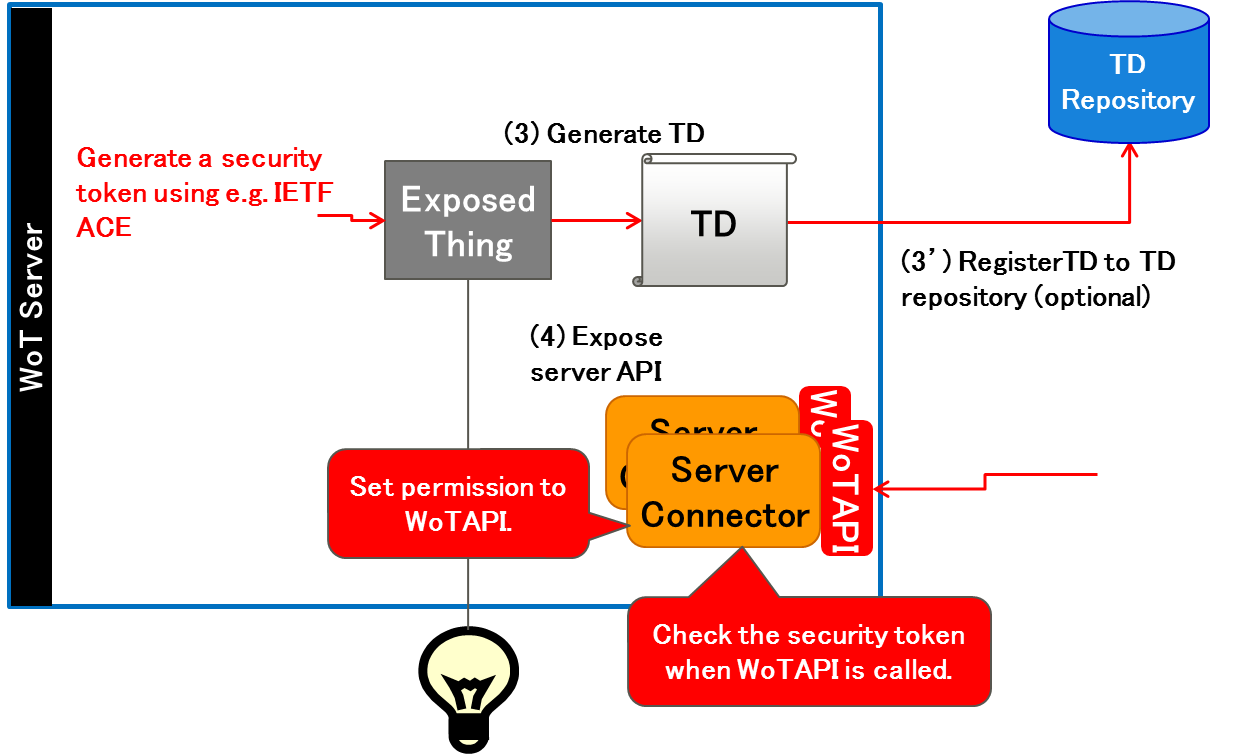 WoT Server
Generate a security
token using e.g. IETF
ACE
(3) Generate TD
Exposed
Thing
TD
TD
Repository
(3’) RegisterTD to TD
repository (optional)
(4) Expose
server API
Server
Server
Connector
WoTAPI
Set permission to
WoTAPI.
Check the security token
when WoTAPI is called.